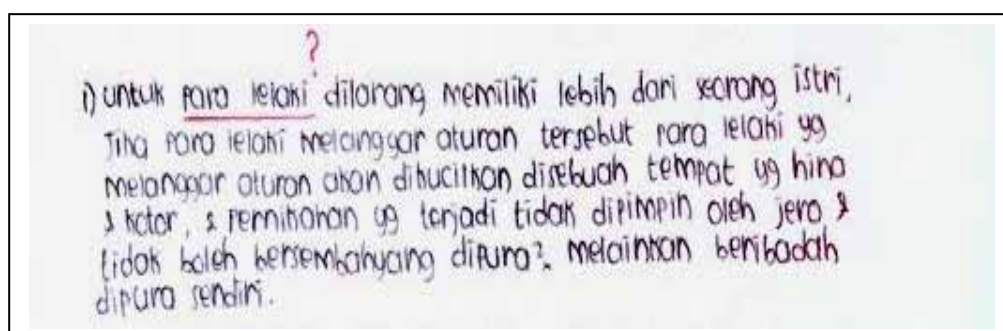 ?
1) untuk para lelaki dilarang memiliki lebih dari seorang istri,
Jika para lelaki melanggar aturan tersebut para lelaki yg
melanggar aturan akan dikucilkan disebuah tempat yg hina
& kotor, & pernikahan yg terjadi tidak dipimpin oleh jero &
tidak boleh bersembahyang dipura², melainkan beribadah
dipura sendiri.